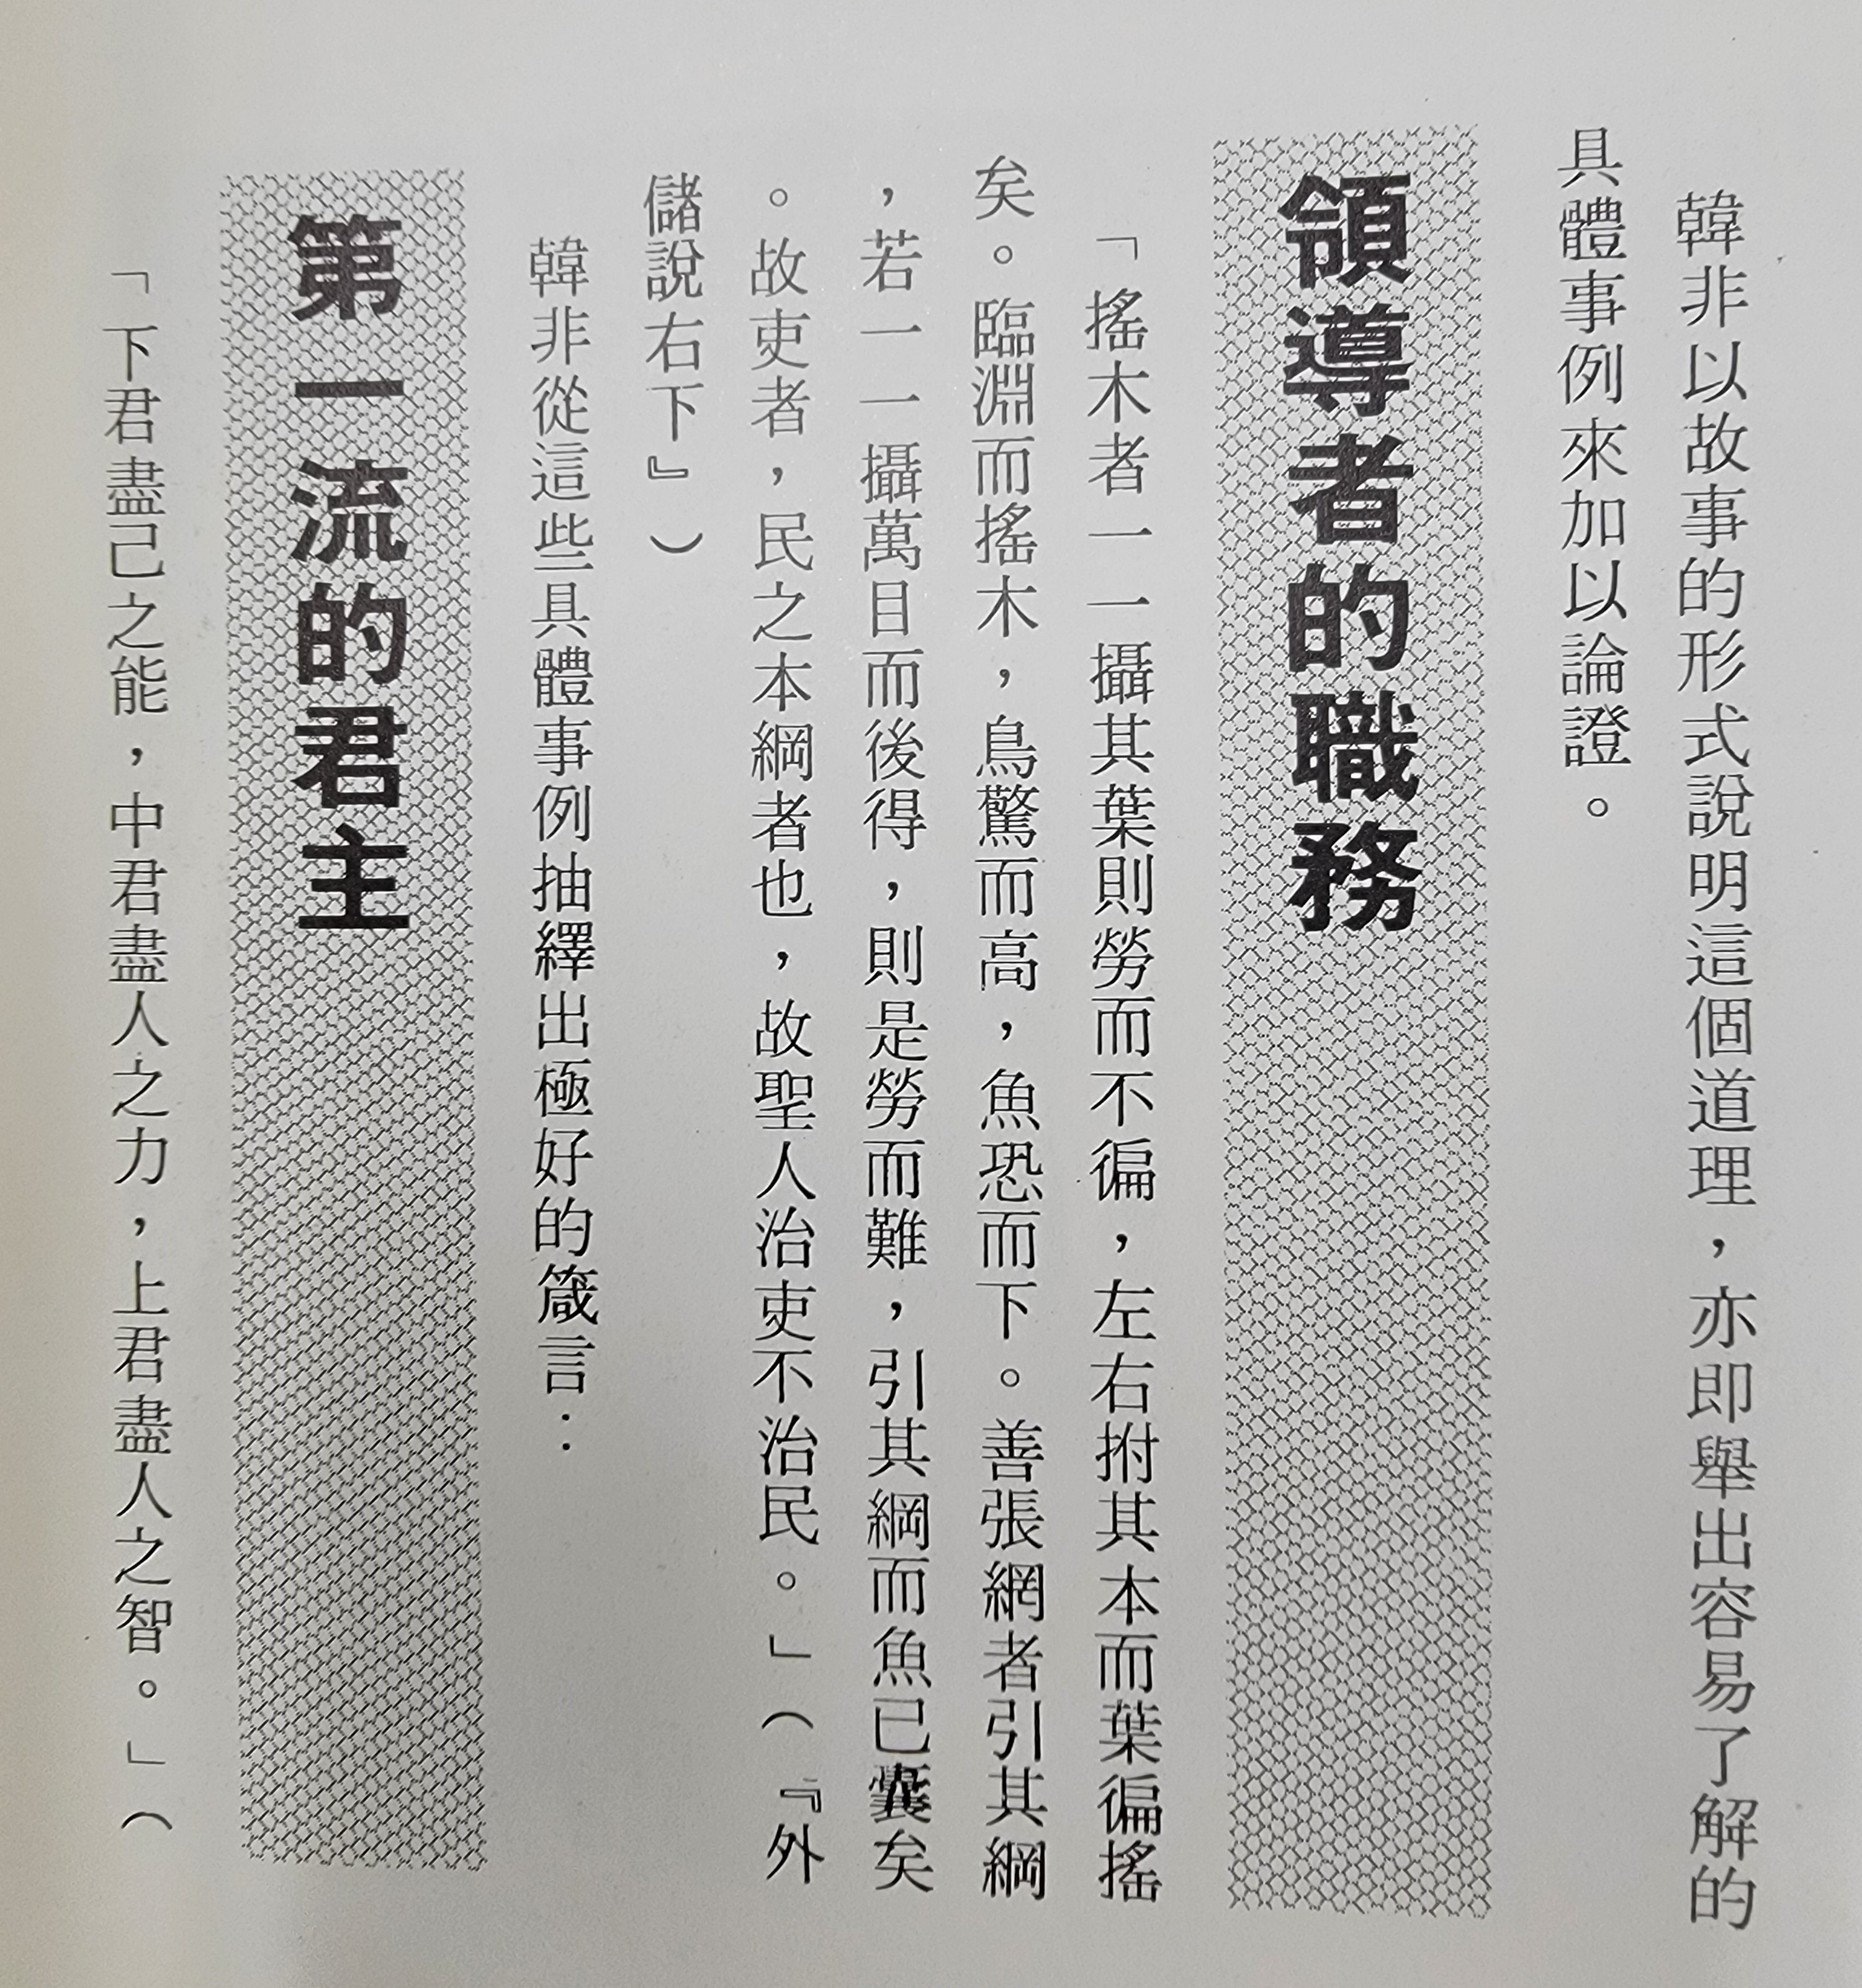 韓非以故事的形式說明這個道理，亦即舉出容易了解的
具體事例來加以論證。
領導者的職務
「搖木者一一攝其葉則勞而不徧，左右拊其本而葉徧搖
矣。臨淵而搖木，鳥驚而高，魚恐而下。善張網者引其綱
，若一一攝萬目而後得，則是勞而難，引其綱而魚已囊矣
。故吏者，民之本綱者也，故聖人治吏不治民。」（『外
儲說右下』）
韓非從這些具體事例抽繹出極好的箴言：
第一流的君主
「下君盡己之能，中君盡人之力，上君盡人之智。」（